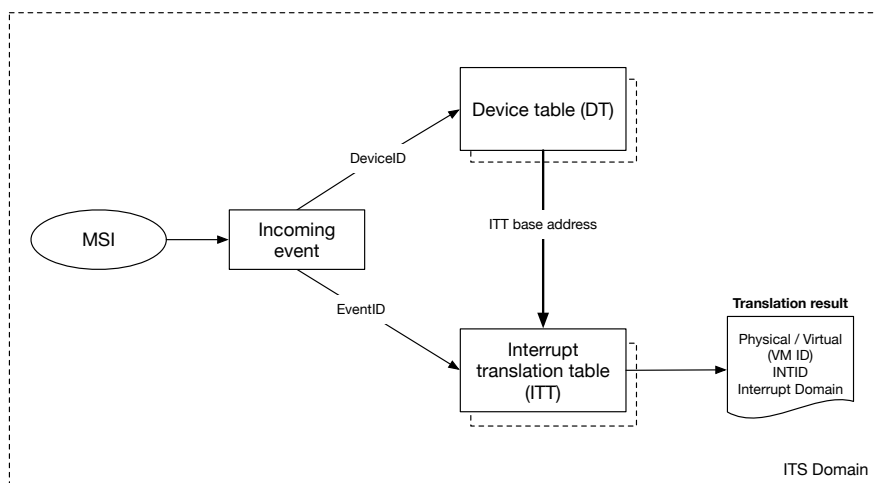 Device table (DT)
DeviceID
MSI
Incoming
event
ITT base address
EventID
Interrupt
translation table
(ITT)
Translation result
Physical / Virtual
(VM ID)
INTID
Interrupt Domain
ITS Domain